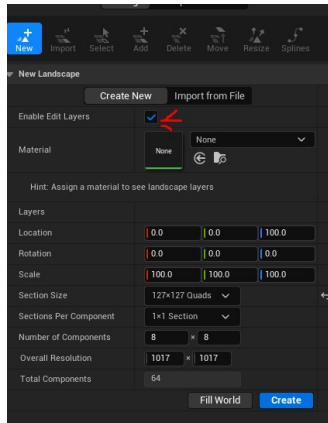 New Import Select Add Delete Move Resize Splines
New Landscape
Create New Import from File
Enable Edit Layers
Material None None
Hint: Assign a material to see landscape layers
Layers
Location 0.0 0.0 100.0
Rotation 0.0 0.0 0.0
Scale 100.0 100.0 100.0
Section Size 127×127 Quads
Sections Per Component 1×1 Section
Number of Components 8 × 8
Overall Resolution 1017 × 1017
Total Components 64
Fill World Create